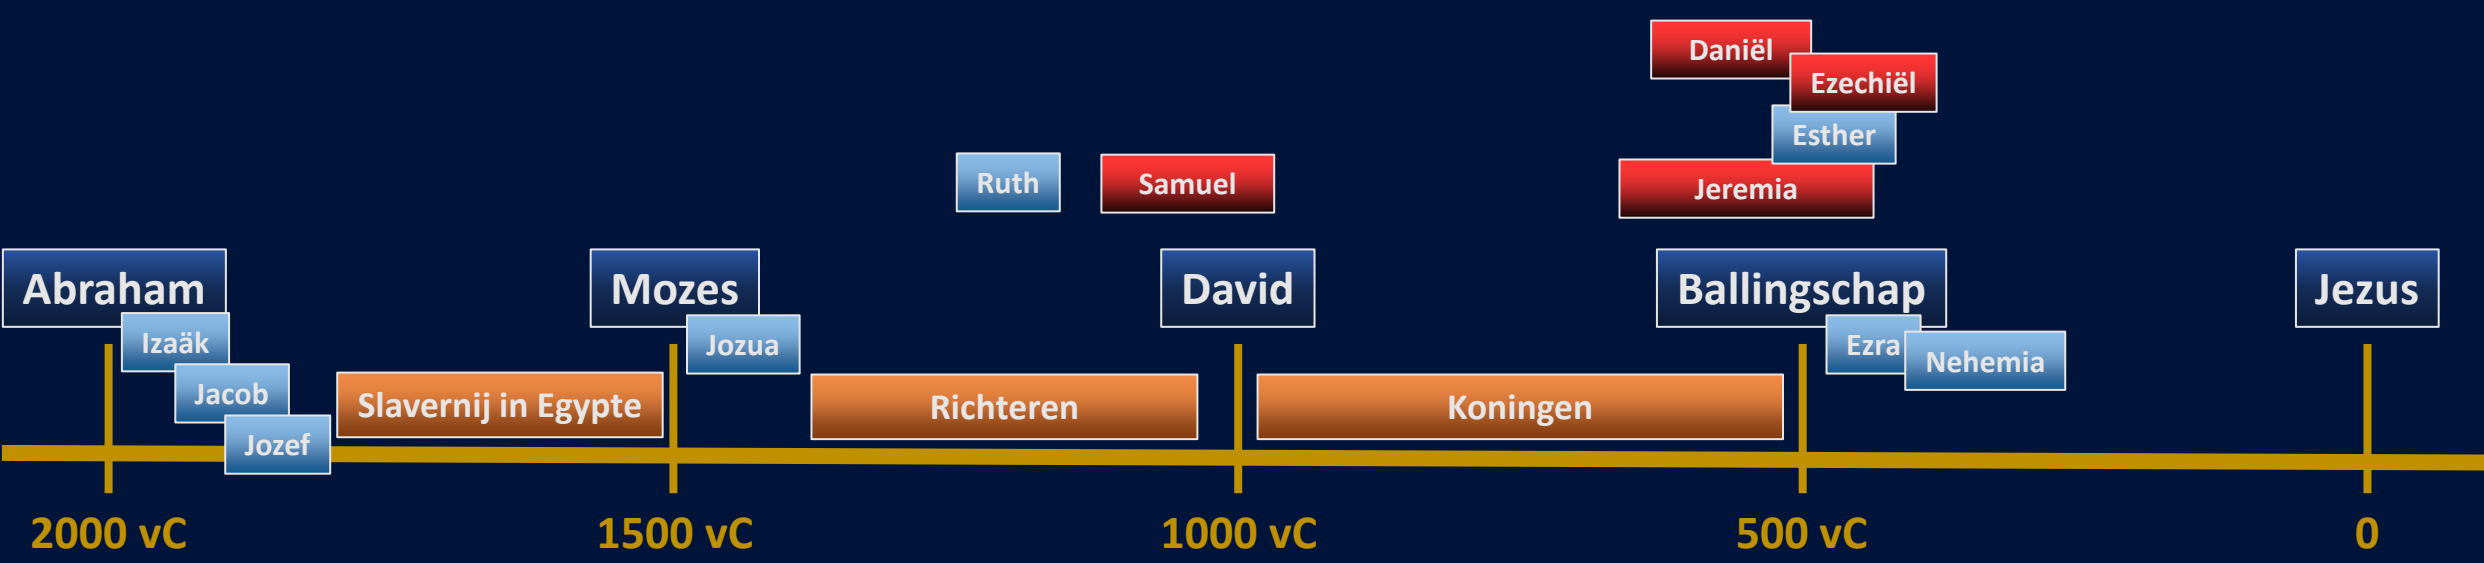 Daniël
Ezechiël
Esther
Ruth
Samuel
Jeremia
Abraham
Mozes
David
Ballingschap
Jezus
Izaäk
Jozua
Ezra
Nehemia
Jacob
Slavernij in Egypte
Richteren
Koningen
Jozef
2000 vC
1500 vC
1000 vC
500 vC
0